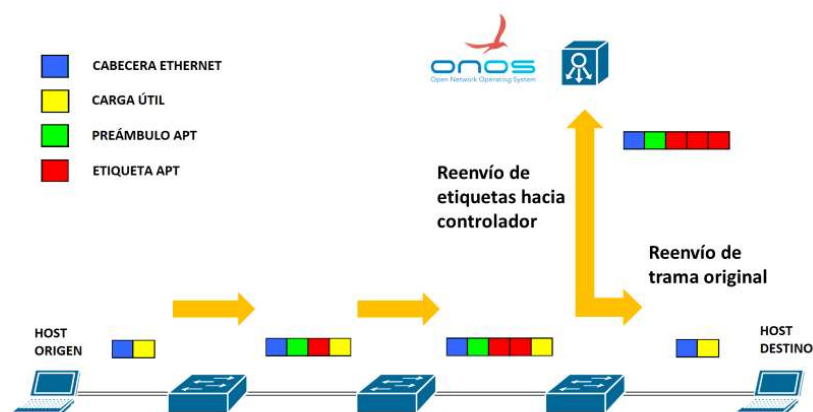 onos
Open Network Operating System
CABECERA ETHERNET
CARGA ÚTIL
PREÁMBULO APT
ETIQUETA APT
Reenvío de
etiquetas hacia
controlador
Reenvío de
trama original
HOST
ORIGEN
HOST
DESTINO